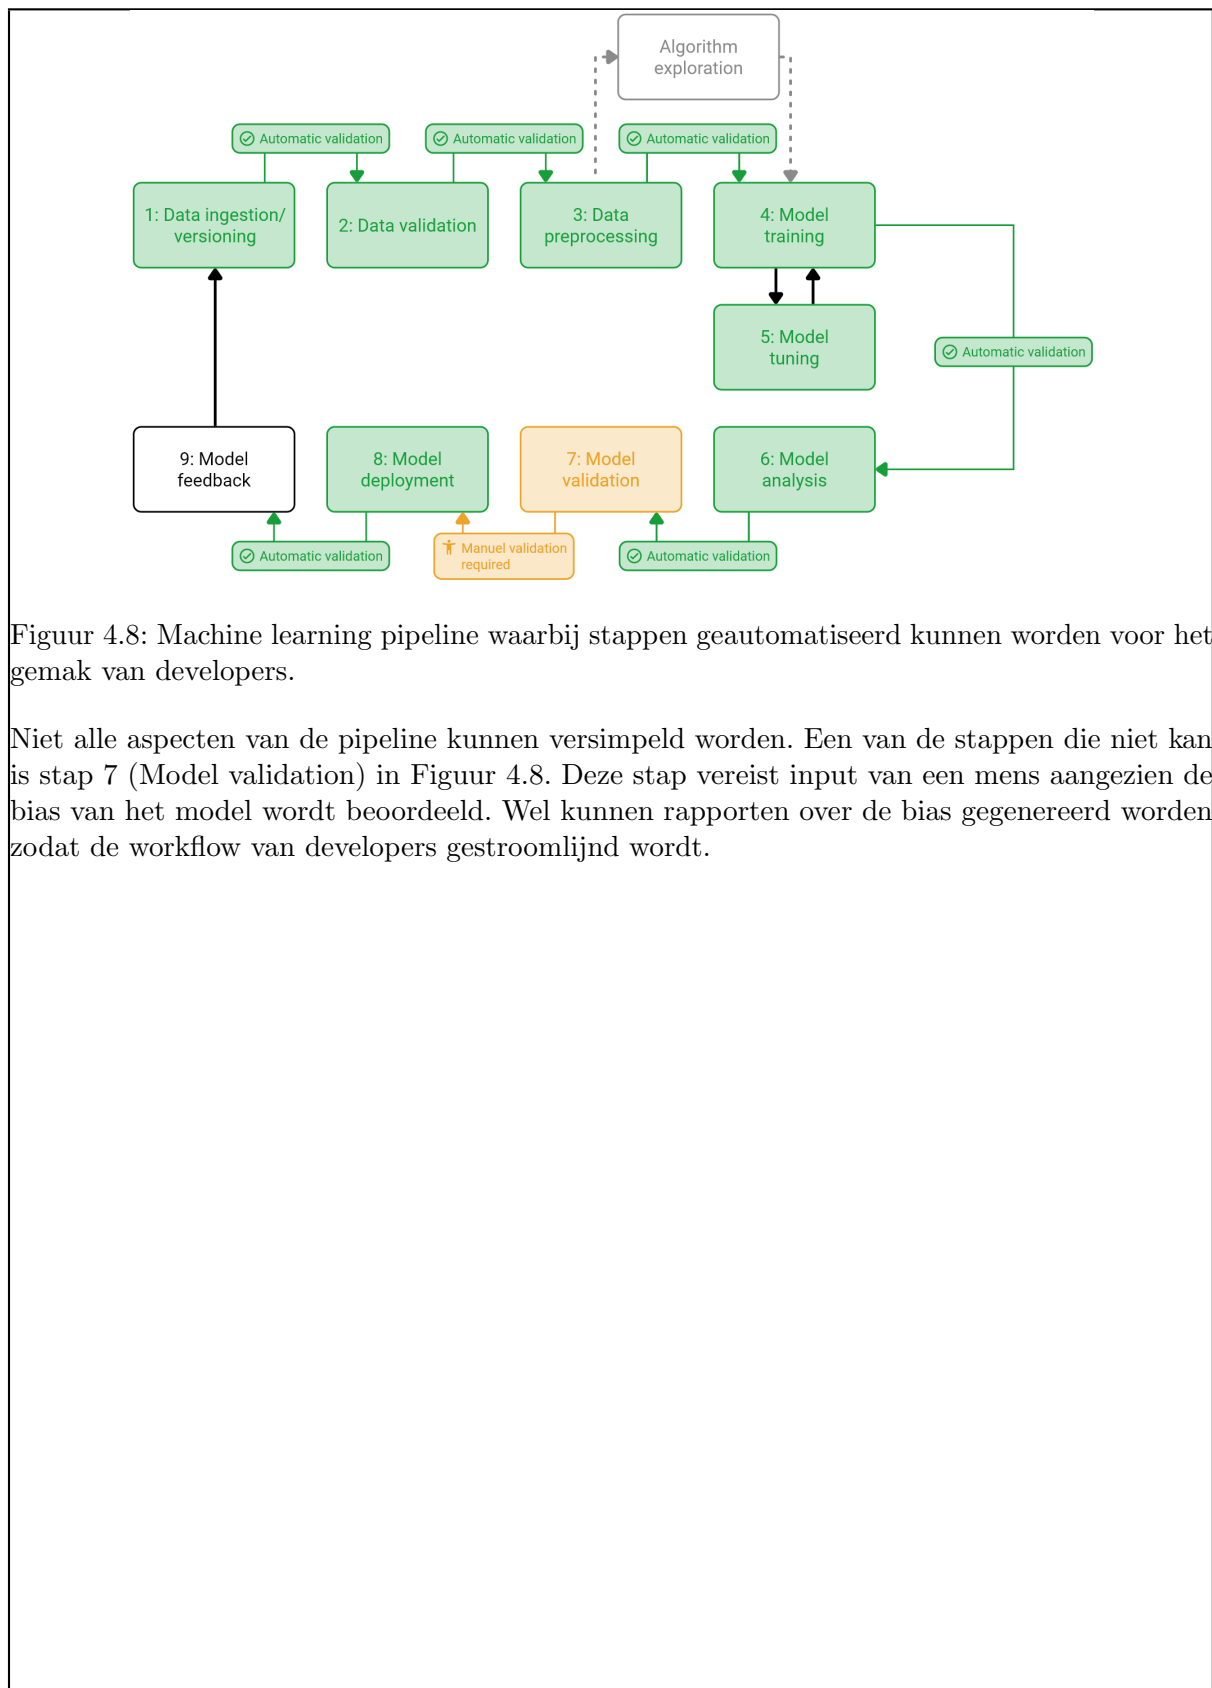 Algorithm
exploration
Automatic validation
Automatic validation
Automatic validation
1: Data ingestion/
versioning
2: Data validation
3: Data
preprocessing
4: Model
training
5: Model
tuning
Automatic validation
9: Model
feedback
8: Model
deployment
7: Model
validation
6: Model
analysis
Automatic validation
Manuel validation
required
Automatic validation
Figuur 4.8: Machine learning pipeline waarbij stappen geautomatiseerd kunnen worden voor het
gemak van developers.
Niet alle aspecten van de pipeline kunnen versimpeld worden. Een van de stappen die niet kan
is stap 7 (Model validation) in Figuur 4.8. Deze stap vereist input van een mens aangezien de
bias van het model wordt beoordeeld. Wel kunnen rapporten over de bias gegenereerd worden
zodat de workflow van developers gestroomlijnd wordt.